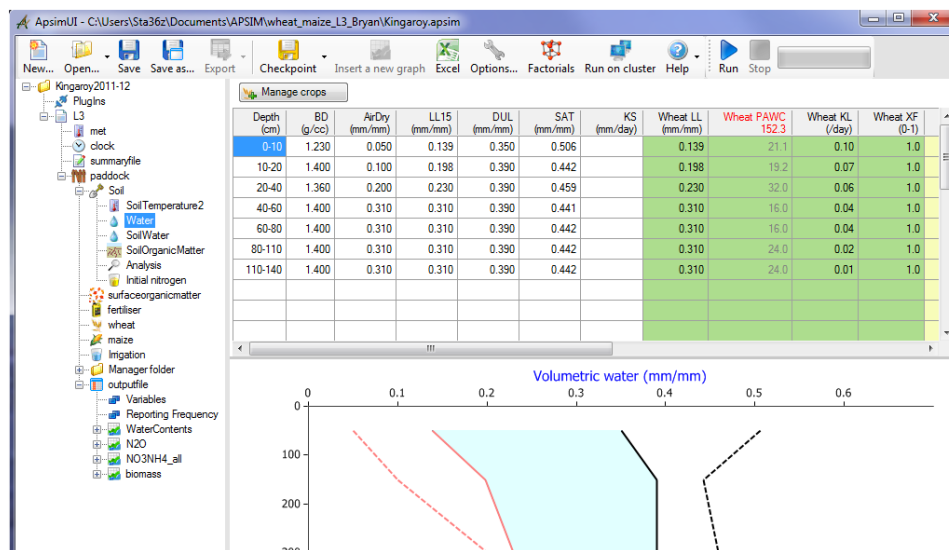 ApsimUI - C:\Users\Sta36z\Documents\APSIM\wheat_maize_L3_Bryan\Kingaroy.apsim
New... Open... Save Save as... Export Checkpoint Insert a new graph Excel Options... Factorials Run on cluster Help Run Stop
Kingaroy2011-12
PlugIns
L3
met
clock
summaryfile
paddock
Soil
SoilTemperature2
Water
SoilWater
SoilOrganicMatter
Analysis
Initial nitrogen
surfaceorganicmatter
fertiliser
wheat
maize
Irrigation
Manager folder
outputfile
Variables
Reporting Frequency
WaterContents
N2O
NO3NH4_all
biomass
Manage crops
Depth BD AirDry LL15 DUL SAT KS Wheat LL Wheat PAWC Wheat KL Wheat XF
(cm) (g/cc) (mm/mm) (mm/mm) (mm/mm) (mm/mm) (mm/day) (mm/mm) 152.3 (/day) (0-1)
0-10 1.230 0.050 0.139 0.350 0.506 0.139 21.1 0.10 1.0
10-20 1.400 0.100 0.198 0.390 0.442 0.198 19.2 0.07 1.0
20-40 1.360 0.200 0.230 0.390 0.459 0.230 32.0 0.06 1.0
40-60 1.400 0.310 0.310 0.390 0.441 0.310 16.0 0.04 1.0
60-80 1.400 0.310 0.310 0.390 0.442 0.310 16.0 0.04 1.0
80-110 1.400 0.310 0.310 0.390 0.442 0.310 24.0 0.02 1.0
110-140 1.400 0.310 0.310 0.390 0.442 0.310 24.0 0.01 1.0
Volumetric water (mm/mm)
0 0.1 0.2 0.3 0.4 0.5 0.6
0
100
200
300